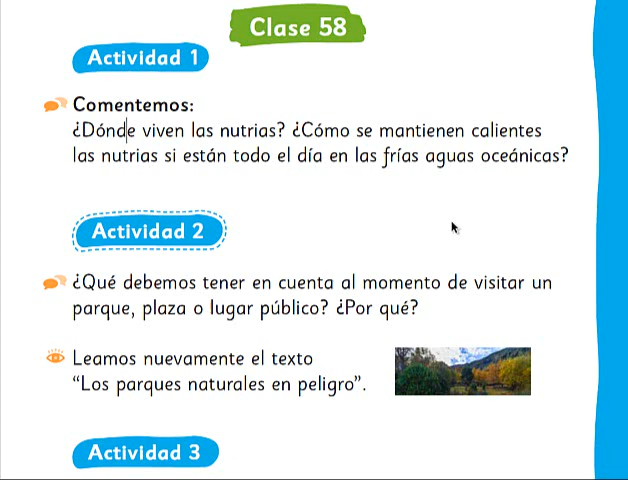 Clase 58
Actividad 1
Comentemos:
¿Dónde viven las nutrias? ¿Cómo se mantienen calientes
las nutrias si están todo el día en las frías aguas oceánicas?
Actividad 2
¿Qué debemos tener en cuenta al momento de visitar un
parque, plaza o lugar público? ¿Por qué?
Leamos nuevamente el texto
“Los parques naturales en peligro”.
Actividad 3